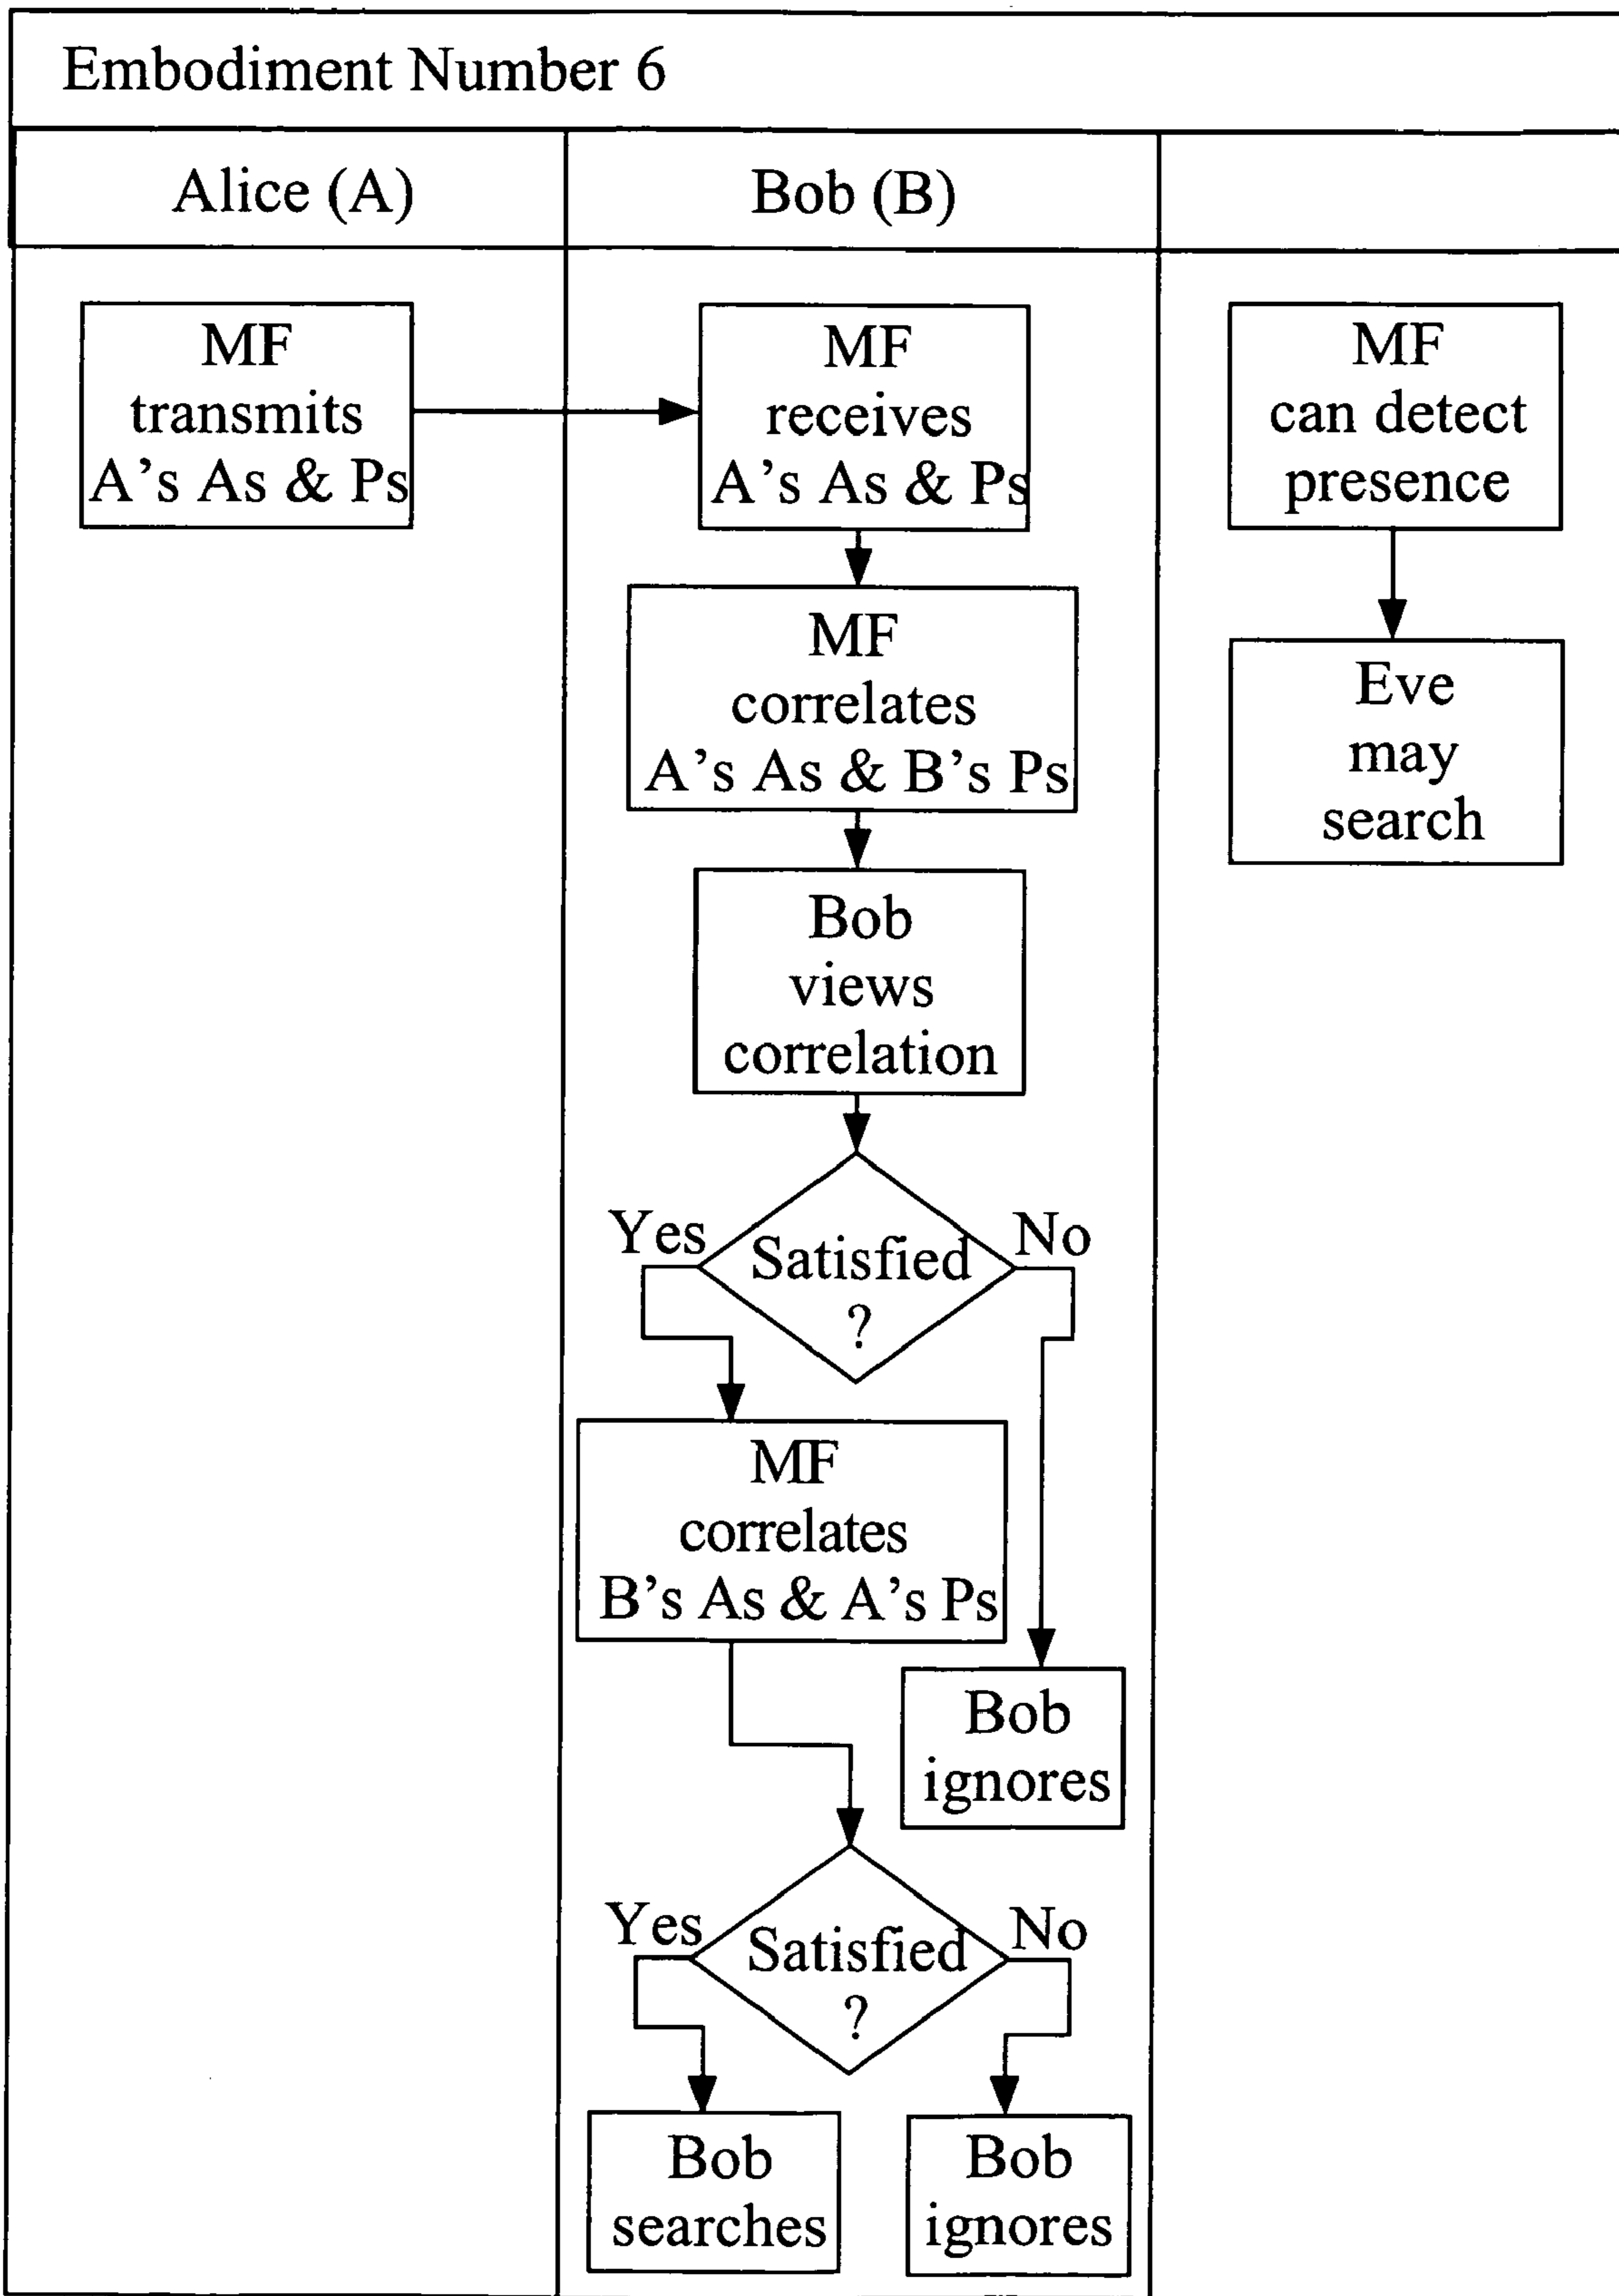 Embodiment Number 6
Alice (A)
Bob (B)
MF
transmits
A's As & Ps
MF
receives
A's As & Ps
MF
can detect
presence
MF
correlates
A's As & B’s Ps
Eve
may
search
Bob
views
correlation
Yes
Satisfied
?
No
MF
correlates
B’s As & A's Ps
Bob
ignores
Yes
Satisfied
?
No
Bob
searches
Bob
ignores